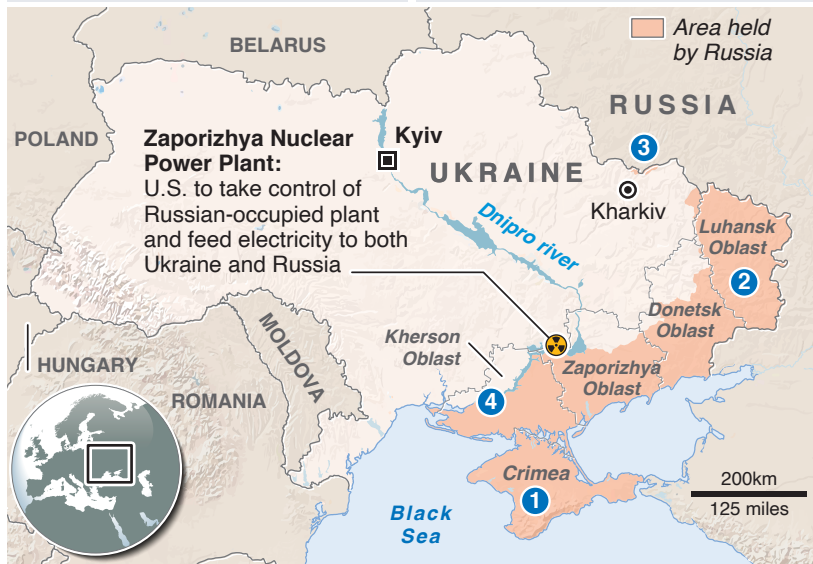 Area held
by Russia
BELARUS
RUSSIA
POLAND
Zaporizhya Nuclear
Power Plant:
U.S. to take control of
Russian-occupied plant
and feed electricity to both
Ukraine and Russia
Kyiv
UKRAINE
3
Kharkiv
Dnipro river
Luhansk
Oblast
2
Donetsk
Oblast
Kherson
Oblast
Zaporizhya
Oblast
4
MOLDOVA
HUNGARY
ROMANIA
Crimea
1
Black
Sea
200km
125 miles